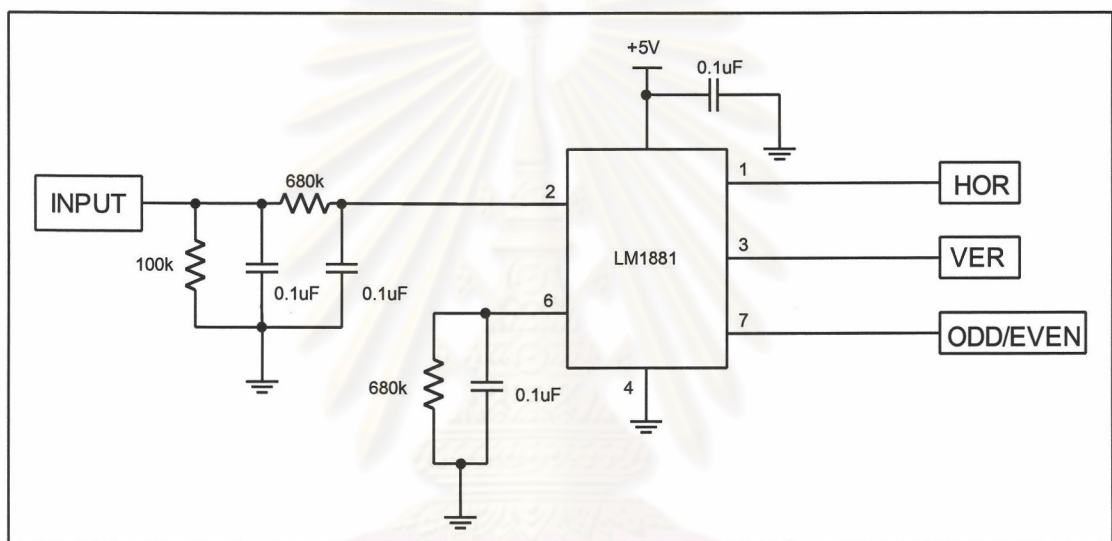 +5V
0.1uF
INPUT
680k
2
1
HOR
100k
0.1uF
0.1uF
LM1881
3
VER
6
7
ODD/EVEN
680k
0.1uF
4